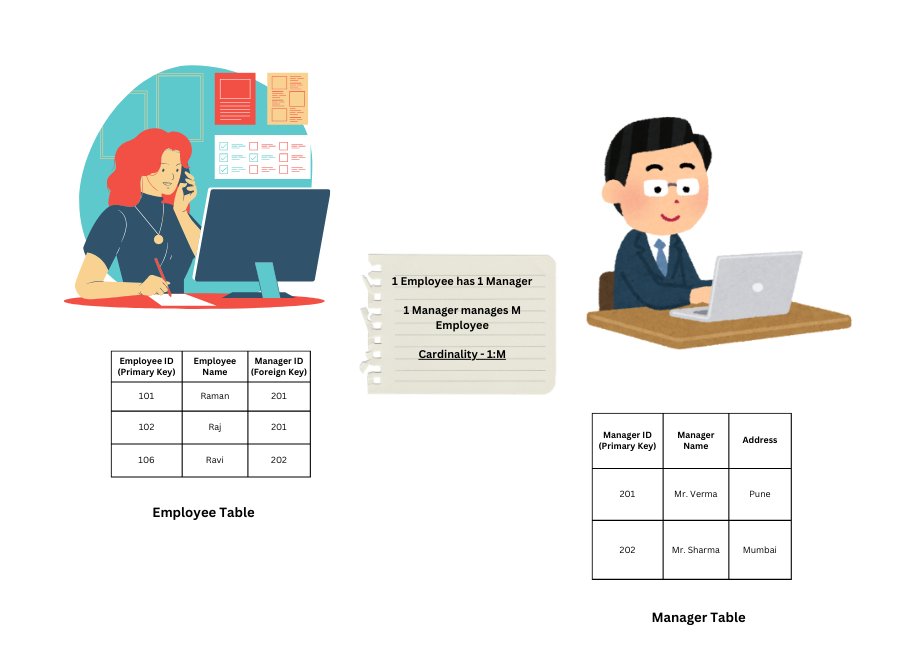 1 Employee has 1 Manager
1 Manager manages M
Employee
Cardinality - 1:M
Employee ID (Primary Key) Employee Name Manager ID (Foreign Key)
101 Raman 201
102 Raj 201
106 Ravi 202
Employee Table
Manager ID (Primary Key) Manager Name Address
201 Mr. Verma Pune
202 Mr. Sharma Mumbai
Manager Table